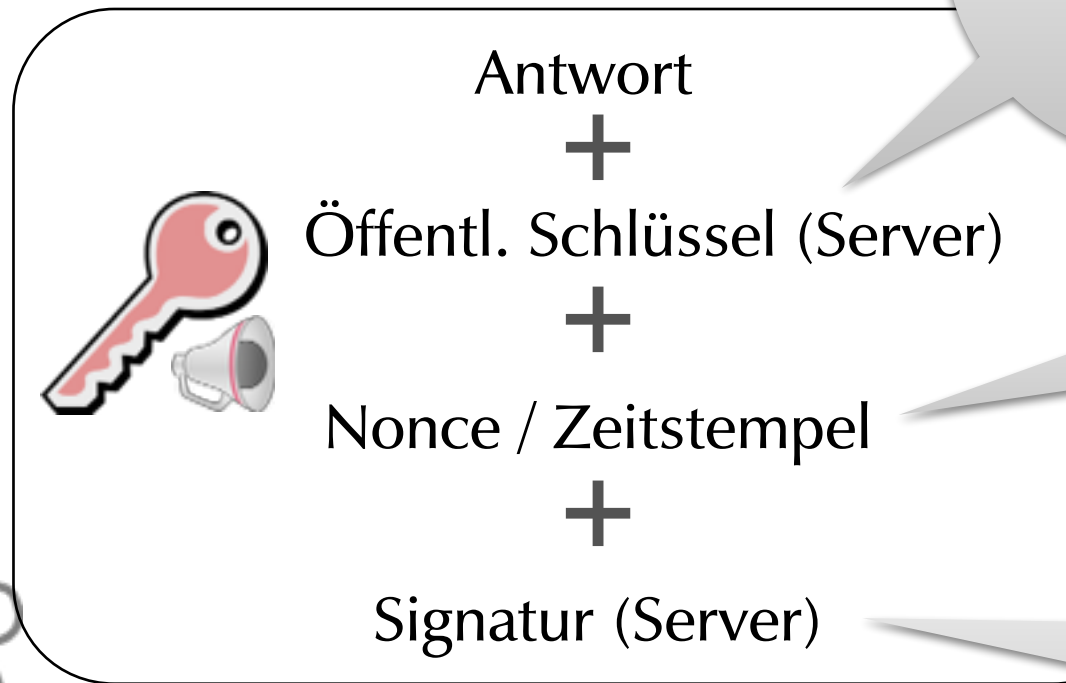 Antwort
+
Öffentl. Schlüssel (Server)
+
Nonce / Zeitstempel
+
Signatur (Server)